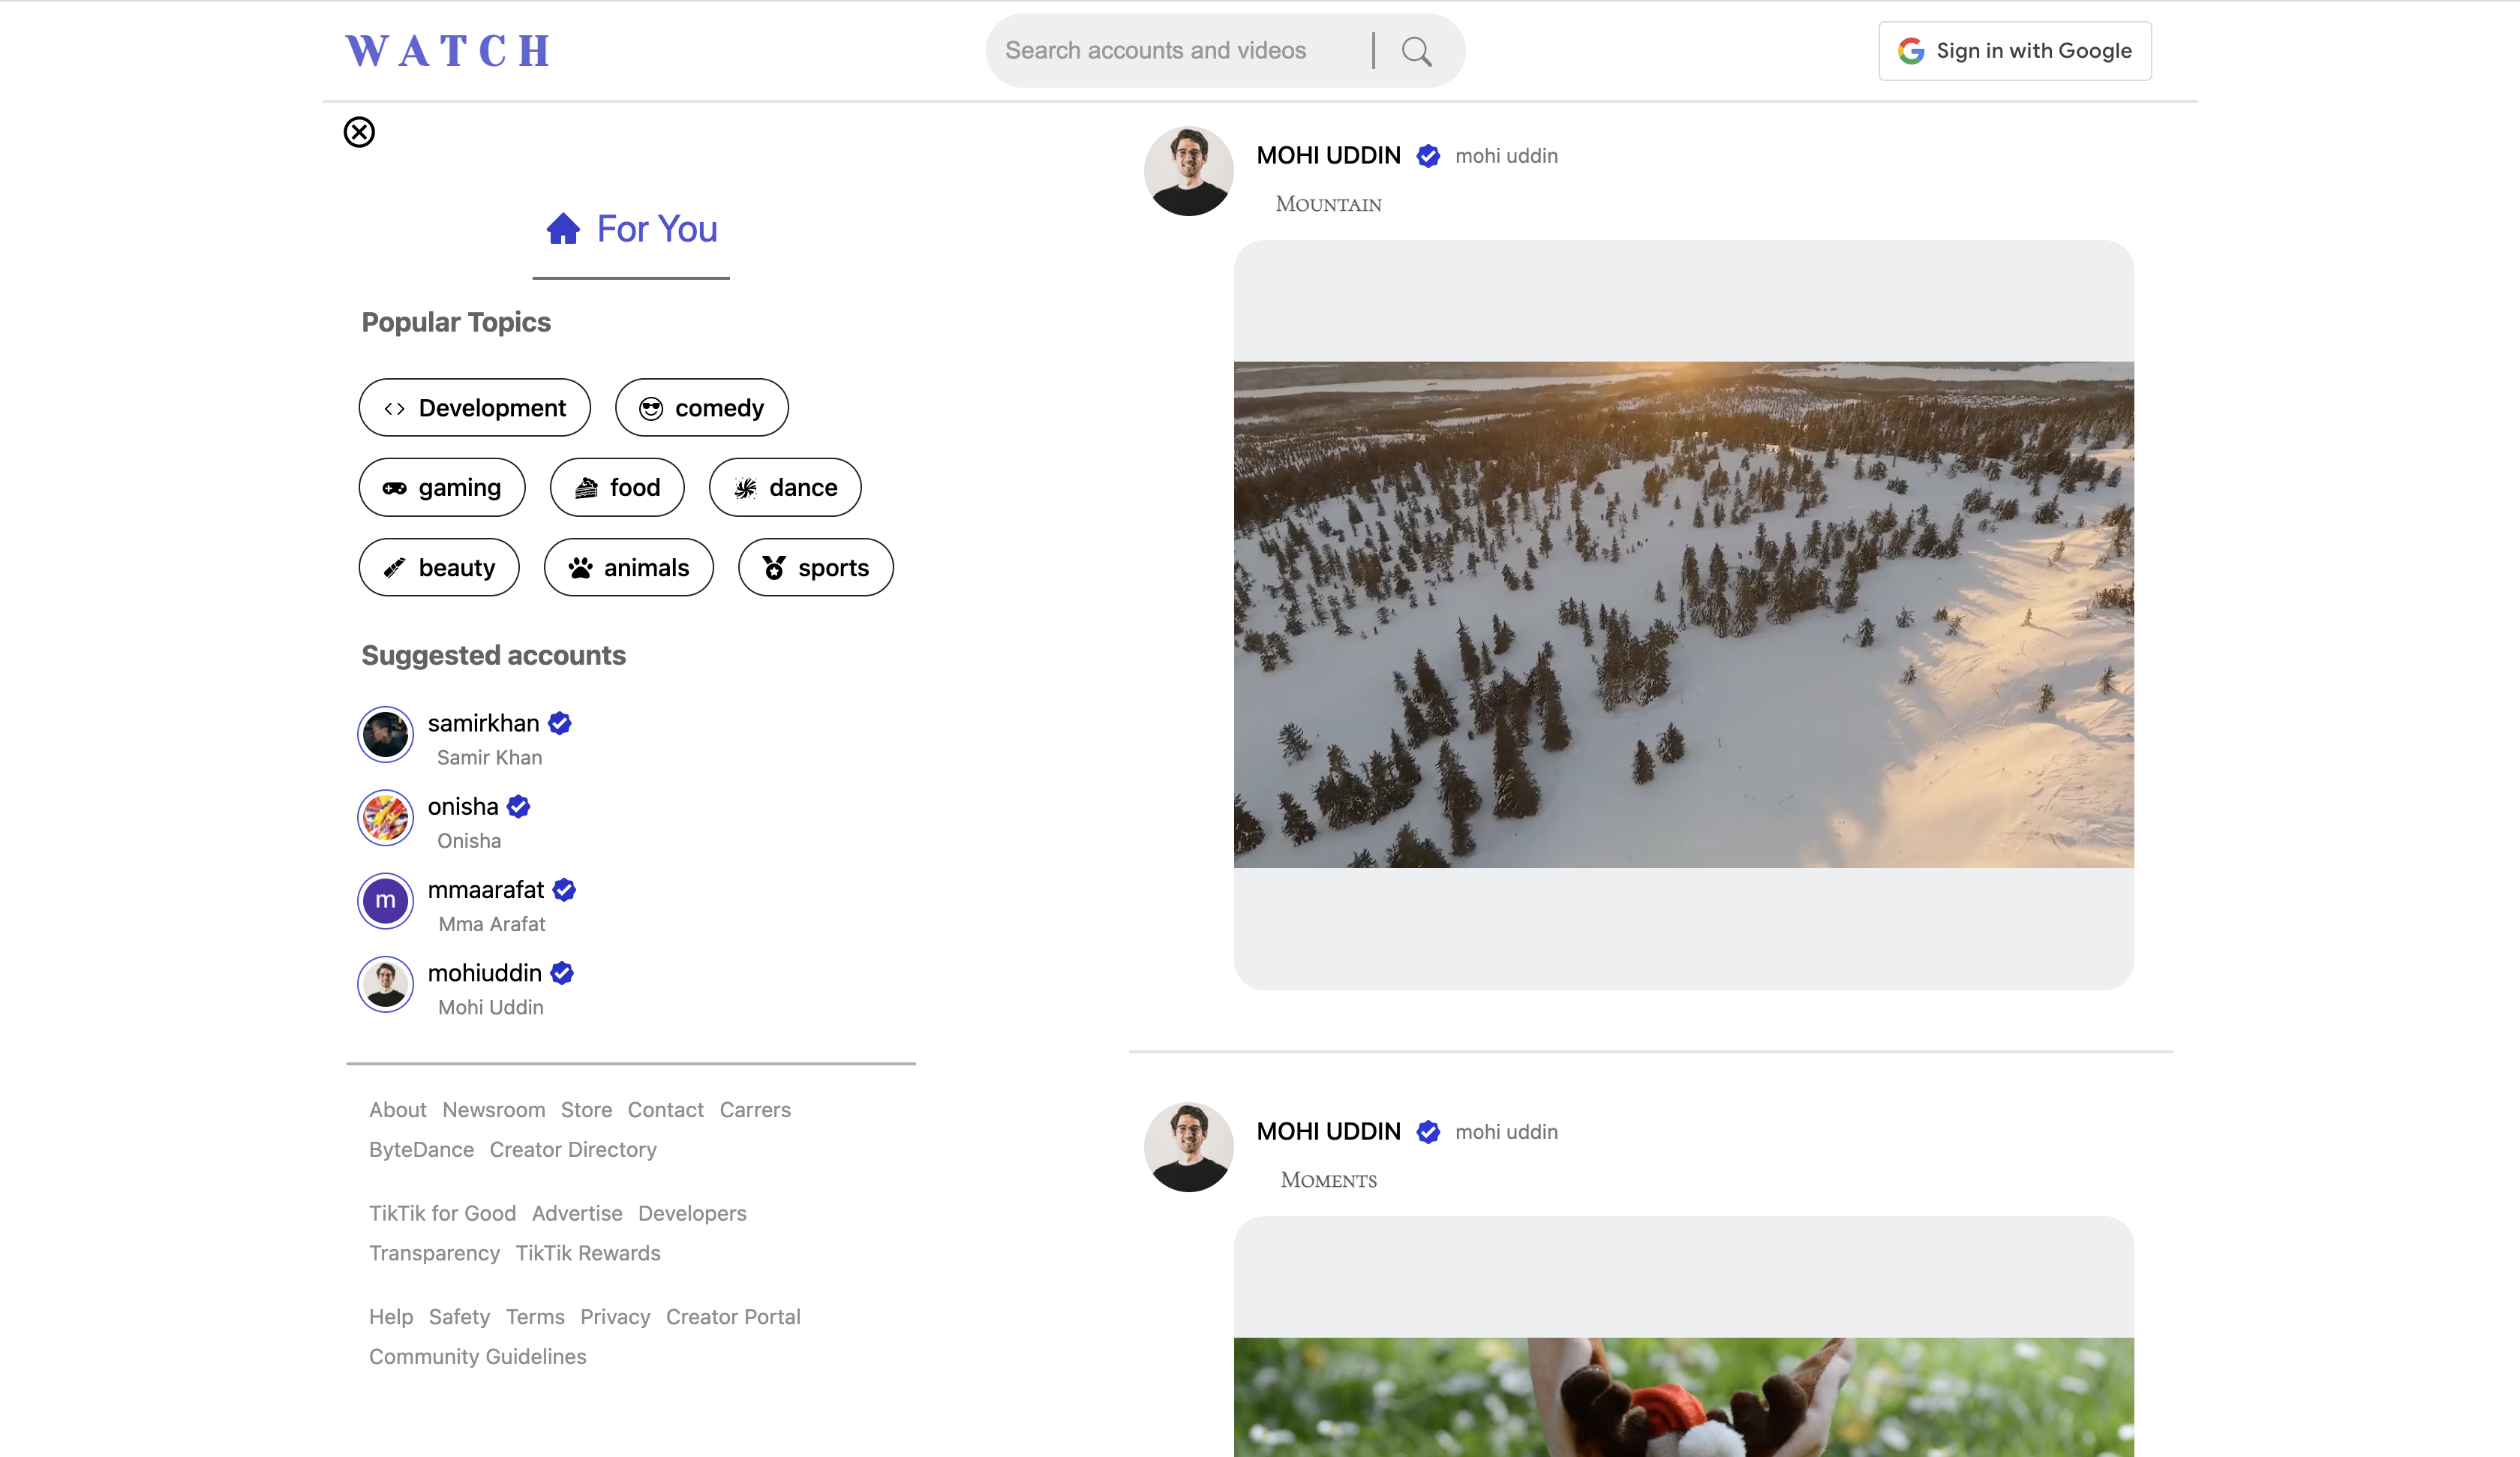 WATCH
Search accounts and videos
Sign in with Google
For You
Popular Topics
Development comedy
gaming food dance
beauty animals sports
Suggested accounts
samirkhan
Samir Khan
onisha
Onisha
m
mmaarafat
Mma Arafat
mohiuddin
Mohi Uddin
About Newsroom Store Contact Carrers
ByteDance Creator Directory
TikTik for Good Advertise Developers
Transparency TikTik Rewards
Help Safety Terms Privacy Creator Portal
Community Guidelines
MOHI UDDIN mohi uddin
Mountain
MOHI UDDIN mohi uddin
Moments